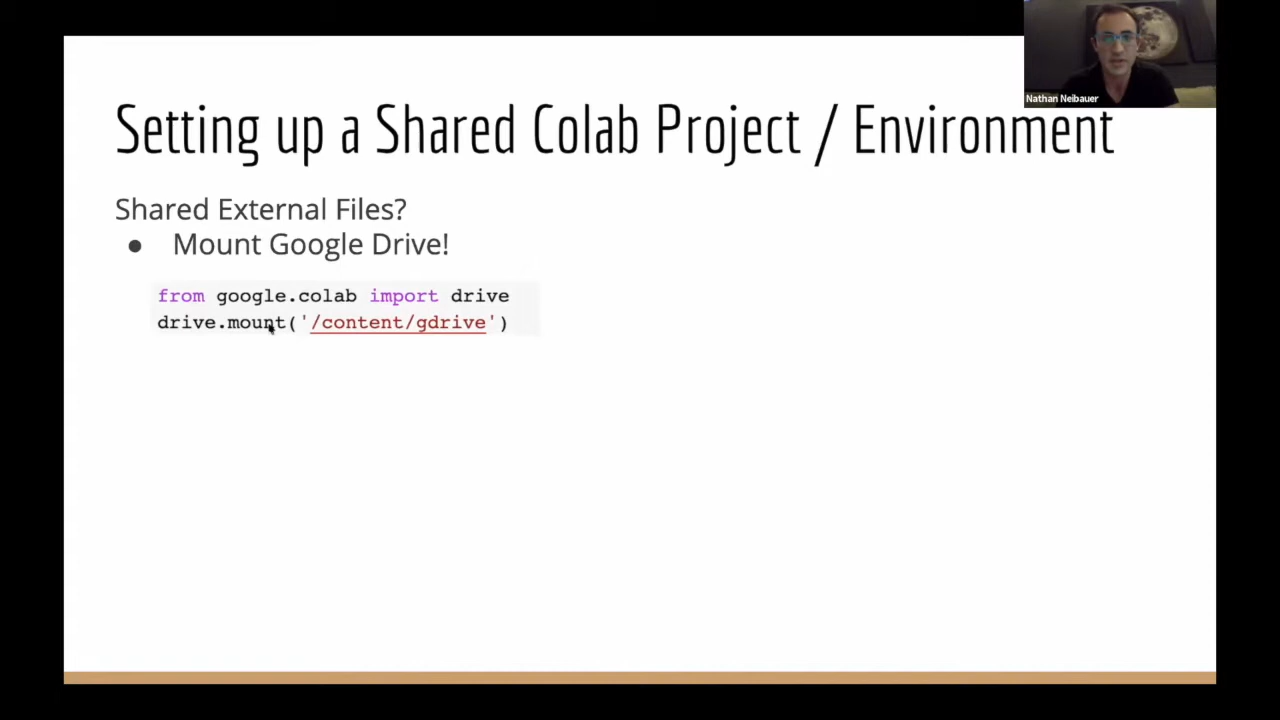 Nathan Neibauer
Setting up a Shared Colab Project / Environment
Shared External Files?
● Mount Google Drive!
from google.colab import drive
drive.mount('/content/gdrive')